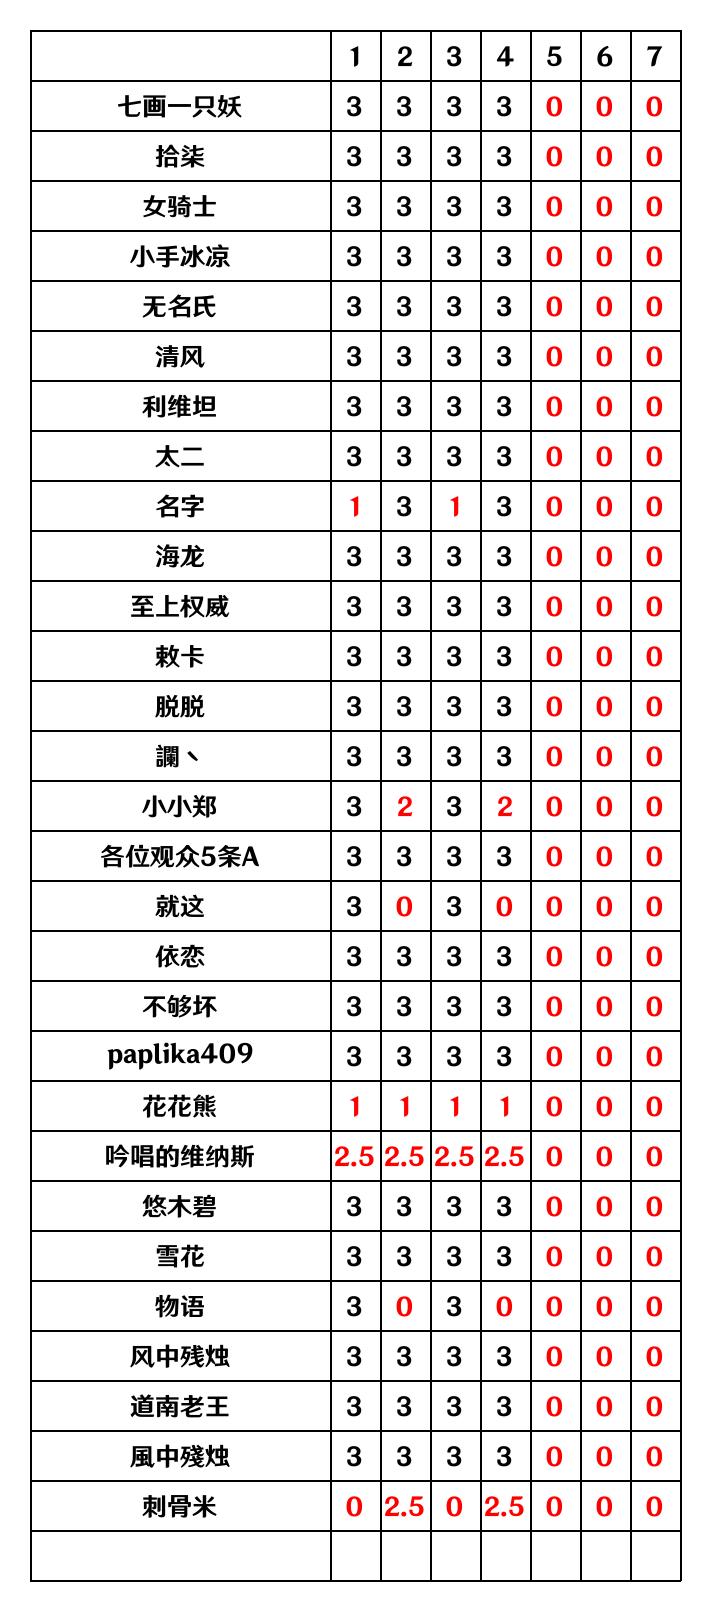 1 2 3 4 5 6 7
七画一只妖 3 3 3 3 0 0 0
拾柒 3 3 3 3 0 0 0
女骑士 3 3 3 3 0 0 0
小手冰凉 3 3 3 3 0 0 0
无名氏 3 3 3 3 0 0 0
清风 3 3 3 3 0 0 0
利维坦 3 3 3 3 0 0 0
太二 3 3 3 3 0 0 0
名字 1 3 1 3 0 0 0
海龙 3 3 3 3 0 0 0
至上权威 3 3 3 3 0 0 0
敕卡 3 3 3 3 0 0 0
脱脱 3 3 3 3 0 0 0
讕丶 3 3 3 3 0 0 0
小小郑 3 2 3 2 0 0 0
各位观众5条A 3 3 3 3 0 0 0
就这 3 0 3 0 0 0 0
依恋 3 3 3 3 0 0 0
不够坏 3 3 3 3 0 0 0
paplika409 3 3 3 3 0 0 0
花花熊 1 1 1 1 0 0 0
吟唱的维纳斯 2.5 2.5 2.5 2.5 0 0 0
悠木碧 3 3 3 3 0 0 0
雪花 3 3 3 3 0 0 0
物语 3 0 3 0 0 0 0
风中残烛 3 3 3 3 0 0 0
道南老王 3 3 3 3 0 0 0
風中殘烛 3 3 3 3 0 0 0
刺骨米 0 2.5 0 2.5 0 0 0